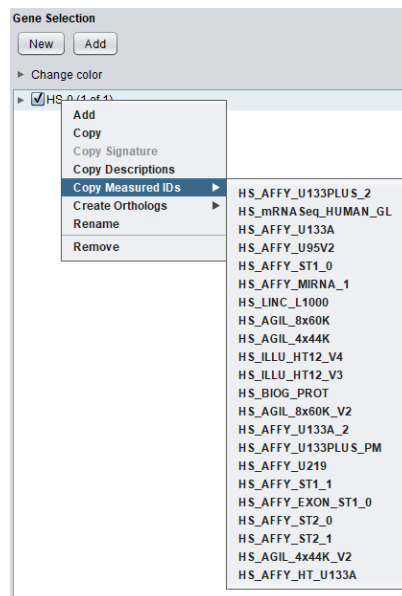 Gene Selection
New Add
Change color
HS-0 (1 of 1)
Add
Copy
Copy Signature
Copy Descriptions
Copy Measured IDs
Create Orthologs
Rename
Remove
HS_AFFY_U133PLUS_2
HS_mRNASeq_HUMAN_GL
HS_AFFY_U133A
HS_AFFY_U95V2
HS_AFFY_ST1_0
HS_AFFY_MIRNA_1
HS_LINC_L1000
HS_AGIL_8x60K
HS_AGIL_4x44K
HS_ILLU_HT12_V4
HS_ILLU_HT12_V3
HS_BIOG_PROT
HS_AGIL_8x60K_V2
HS_AFFY_U133A_2
HS_AFFY_U133PLUS_PM
HS_AFFY_U219
HS_AFFY_ST1_1
HS_AFFY_EXON_ST1_0
HS_AFFY_ST2_0
HS_AFFY_ST2_1
HS_AGIL_4x44K_V2
HS_AFFY_HT_U133A